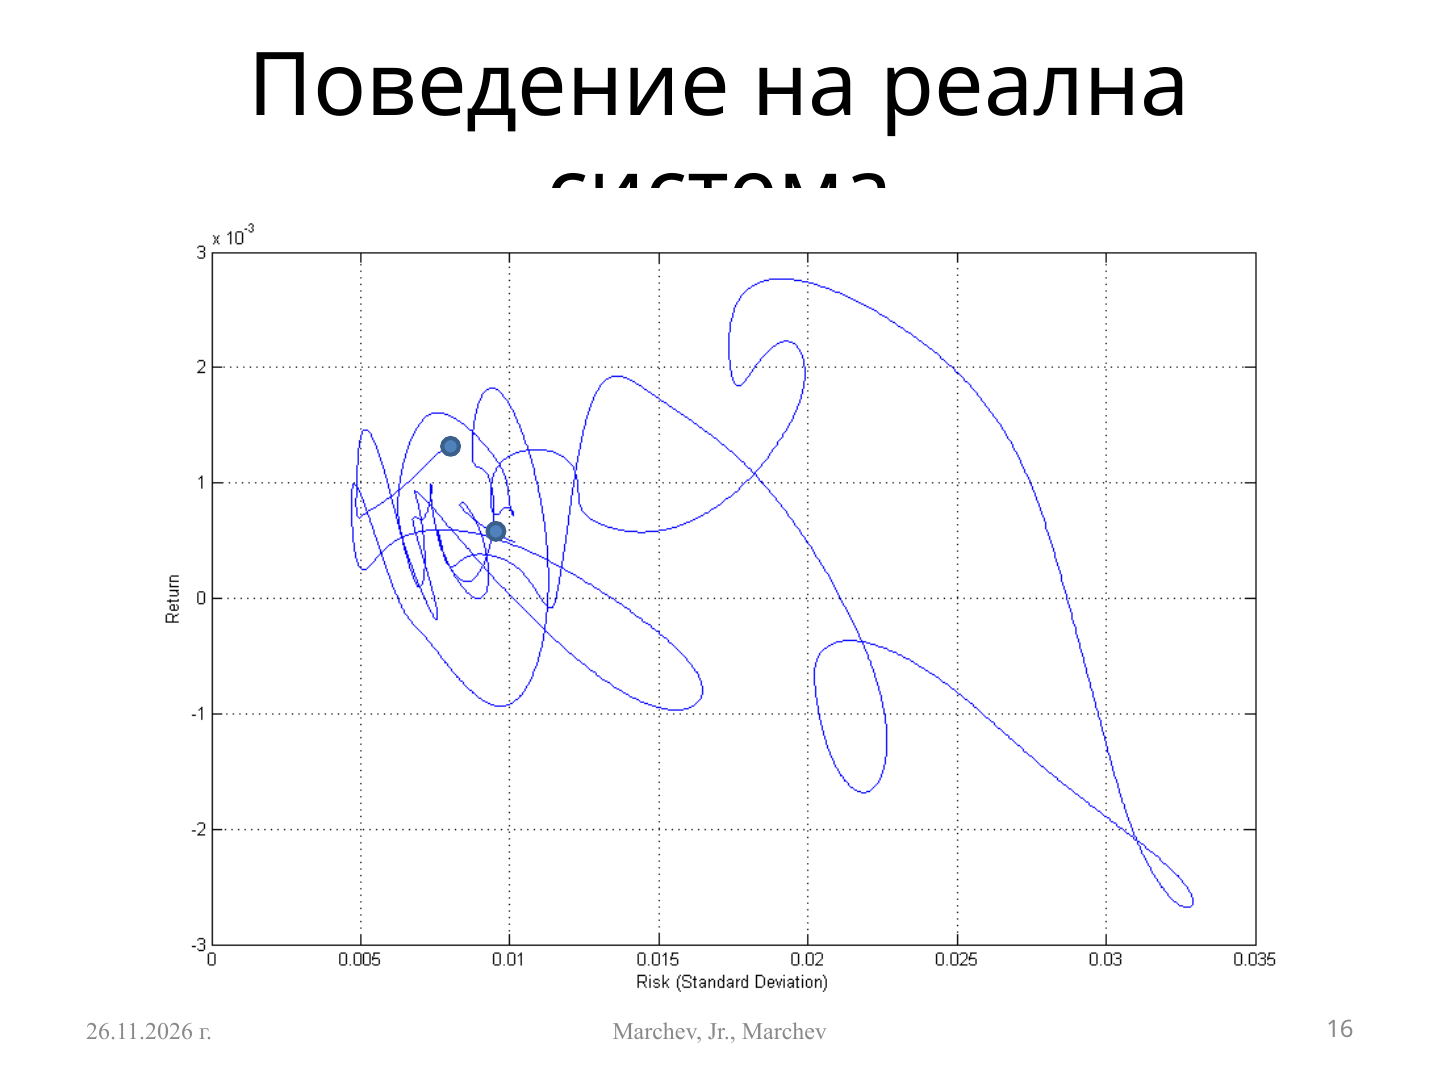 Поведение на реална
система
x 10-3
3
2
1
0
-1
-2
-3
Return
0 0.005 0.01 0.015 0.02 0.025 0.03 0.035
Risk (Standard Deviation)
26.11.2026 г. Marchev, Jr., Marchev 16